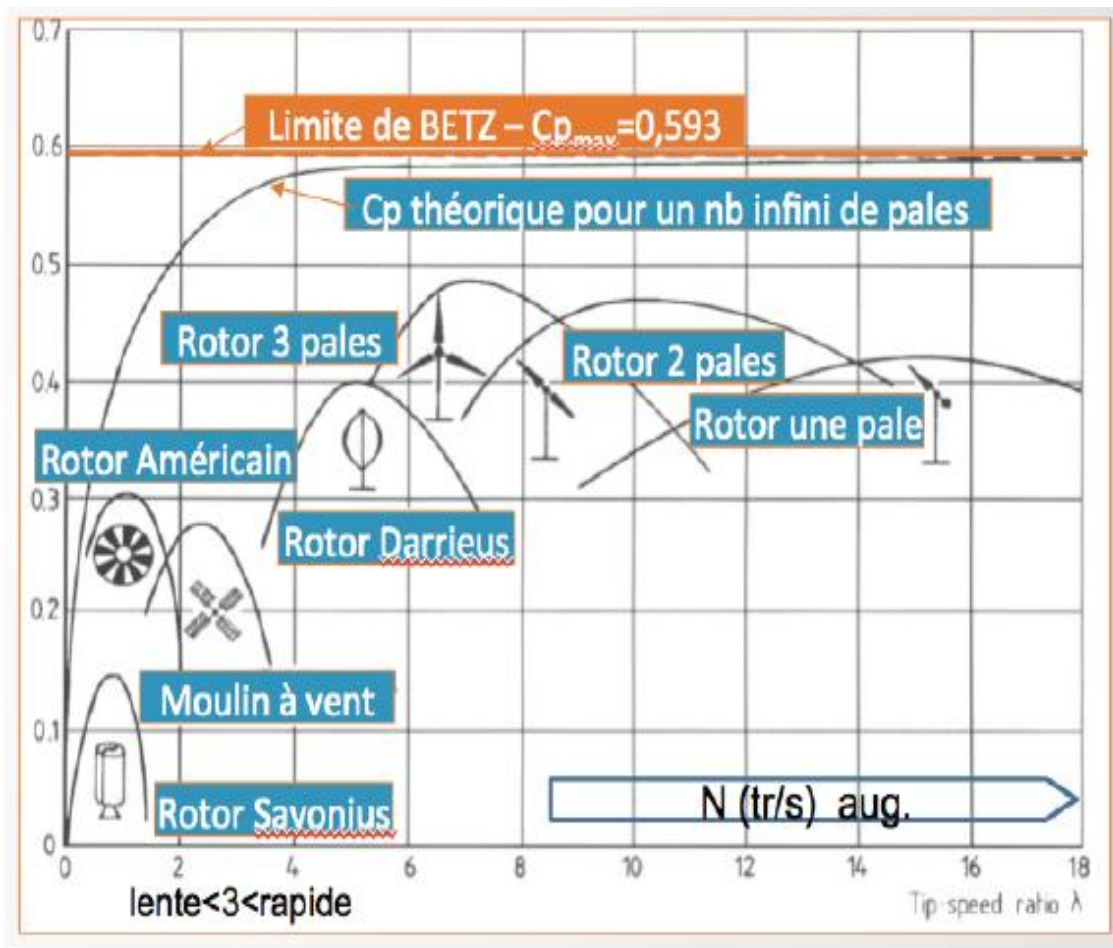 0.7
Limite de BETZ – Cpmax=0,593
0.6
Cp théorique pour un nb infini de pales
0.5
Rotor 3 pales
Rotor 2 pales
0.4
Rotor une pale
Rotor Américain
0.3
Rotor Darrieus
0.2
Moulin à vent
0.1
N (tr/s) aug.
Rotor Savonius
0
0 2 4 6 8 10 12 14 16 18
lente<3<rapide
Tip-speed ratio λ